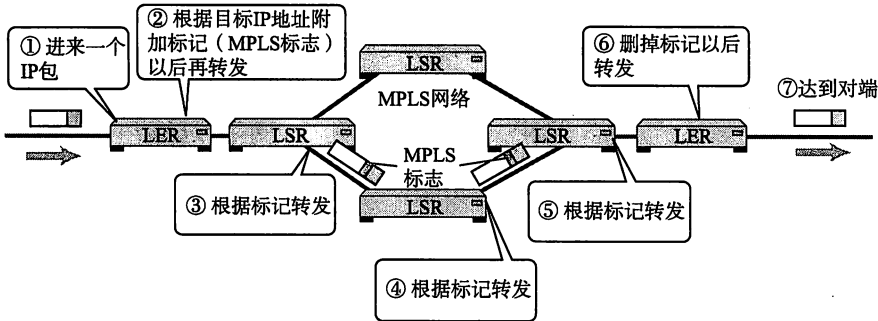 ① 进来一个
IP包
② 根据目标IP地址附
加标记（MPLS标志）
以后再转发
LSR
MPLS网络
⑥ 删掉标记以后
转发
⑦达到对端
LER
LSR
LSR
LER
MPLS
标志
③ 根据标记转发
LSR
⑤ 根据标记转发
④ 根据标记转发